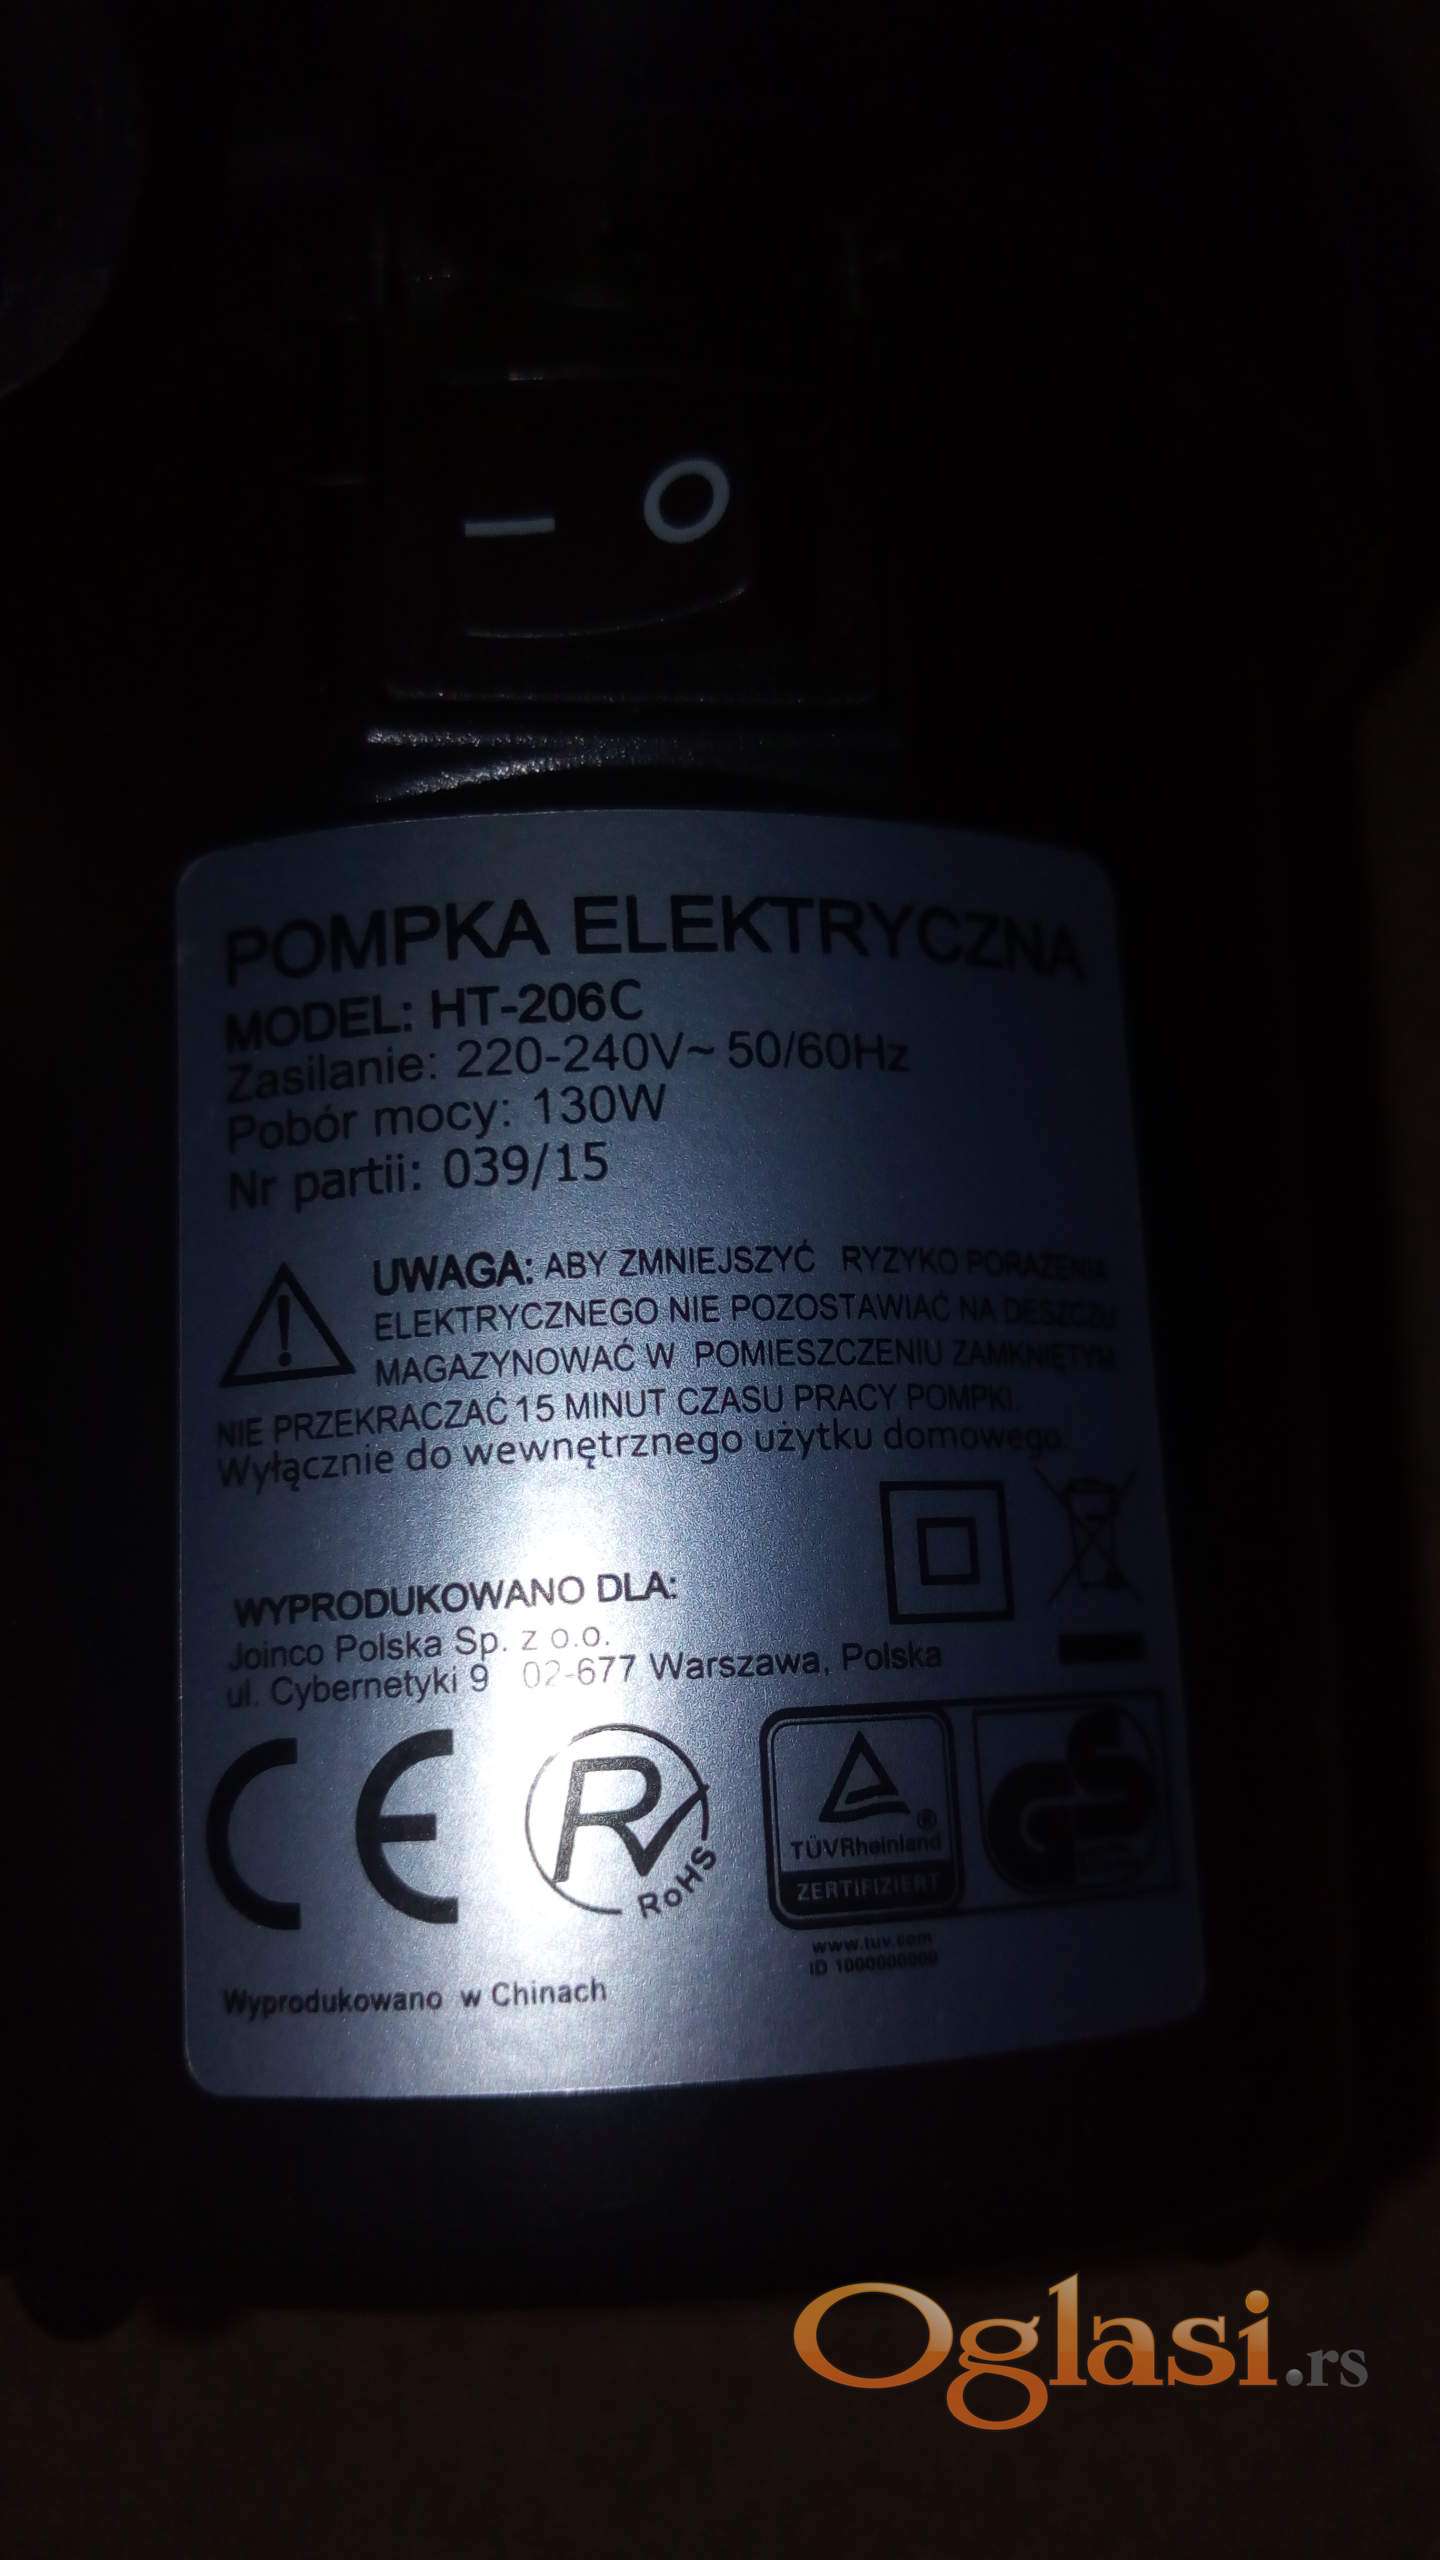 POMPKA ELEKTRYCZNA
MODEL: HT-206C
Zasilanie: 220-240V~ 50/60Hz
Pobór mocy: 130W
Nr partii: 039/15
UWAGA: ABY ZMNIEJSZYĆ RYZYKO PORAŻENIA
ELEKTRYCZNEGO NIE POZOSTAWIAĆ NA DESZCZU
MAGAZYNOWAĆ W POMIESZCZENIU ZAMKNIĘTYM
NIE PRZEKRACZAĆ 15 MINUT CZASU PRACY POMPKI.
Wyłącznie do wewnętrznego użytku domowego.
WYPRODUKOWANO DLA:
Joinco Polska Sp. z o.o.
ul. Cybernetyki 9 02-677 Warszawa, Polska
CE
R
RoHS
TÜVRheinland®
ZERTIFIZIERT
GS
www.tuv.com
ID 1000000000
Wyprodukowano w Chinach
Oglasi.rs